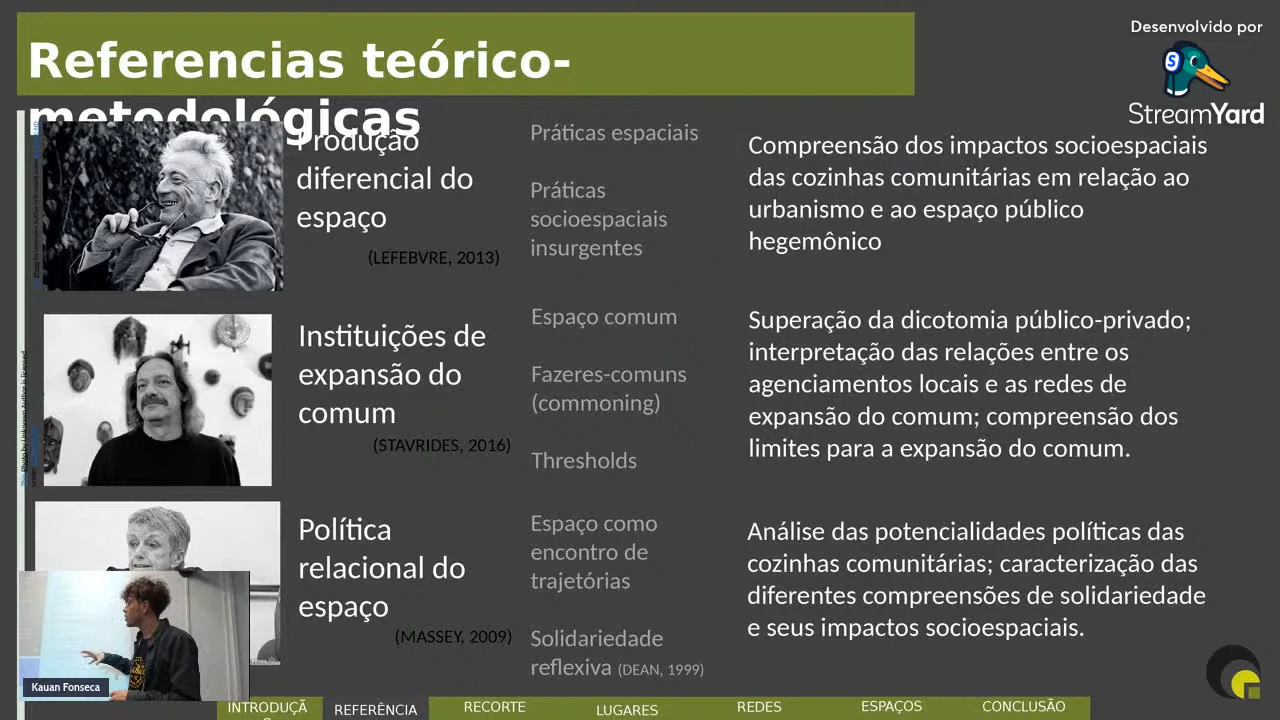 Referencias teórico-
metodológicas
Desenvolvido por
StreamYard
Produção
diferencial do
espaço
(LEFEBVRE, 2013)
Práticas espaciais
Práticas
socioespaciais
insurgentes
Compreensão dos impactos socioespaciais
das cozinhas comunitárias em relação ao
urbanismo e ao espaço público
hegemônico
Instituições de
expansão do
comum
(STAVRIDES, 2016)
Espaço comum
Fazeres-comuns
(commoning)
Thresholds
Superação da dicotomia público-privado;
interpretação das relações entre os
agenciamentos locais e as redes de
expansão do comum; compreensão dos
limites para a expansão do comum.
Política
relacional do
espaço
(MASSEY, 2009)
Espaço como
encontro de
trajetórias
Solidariedade
reflexiva (DEAN, 1999)
Análise das potencialidades políticas das
cozinhas comunitárias; caracterização das
diferentes compreensões de solidariedade
e seus impactos socioespaciais.
Kauan Fonseca
INTRODUÇÃ
REFERÊNCIA
RECORTE
LUGARES
REDES
ESPAÇOS
CONCLUSÃO